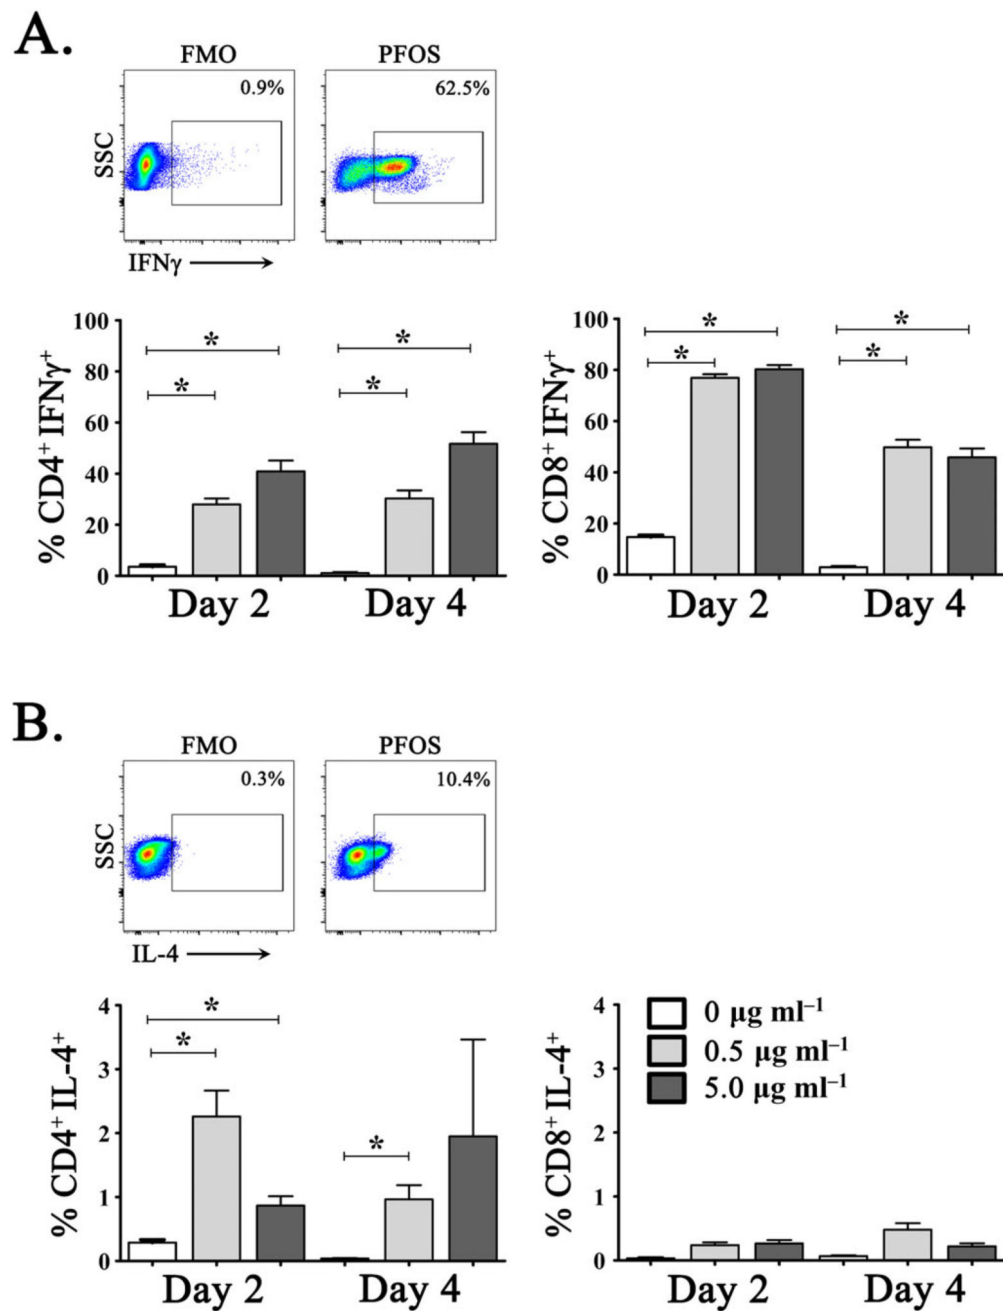 A.
FMO PFOS
0.9% 62.5%
SSC
IFNγ
100
80
60
40
20
0
% CD4⁺ IFNγ⁺
* * * *
Day 2 Day 4
100
80
60
40
20
0
% CD8⁺ IFNγ⁺
* * * *
Day 2 Day 4
B.
FMO PFOS
0.3% 10.4%
SSC
IL-4
4
3
2
1
0
% CD4⁺ IL-4⁺
* * *
Day 2 Day 4
4
3
2
1
0
% CD8⁺ IL-4⁺
0 μg ml⁻¹
0.5 μg ml⁻¹
5.0 μg ml⁻¹
Day 2 Day 4